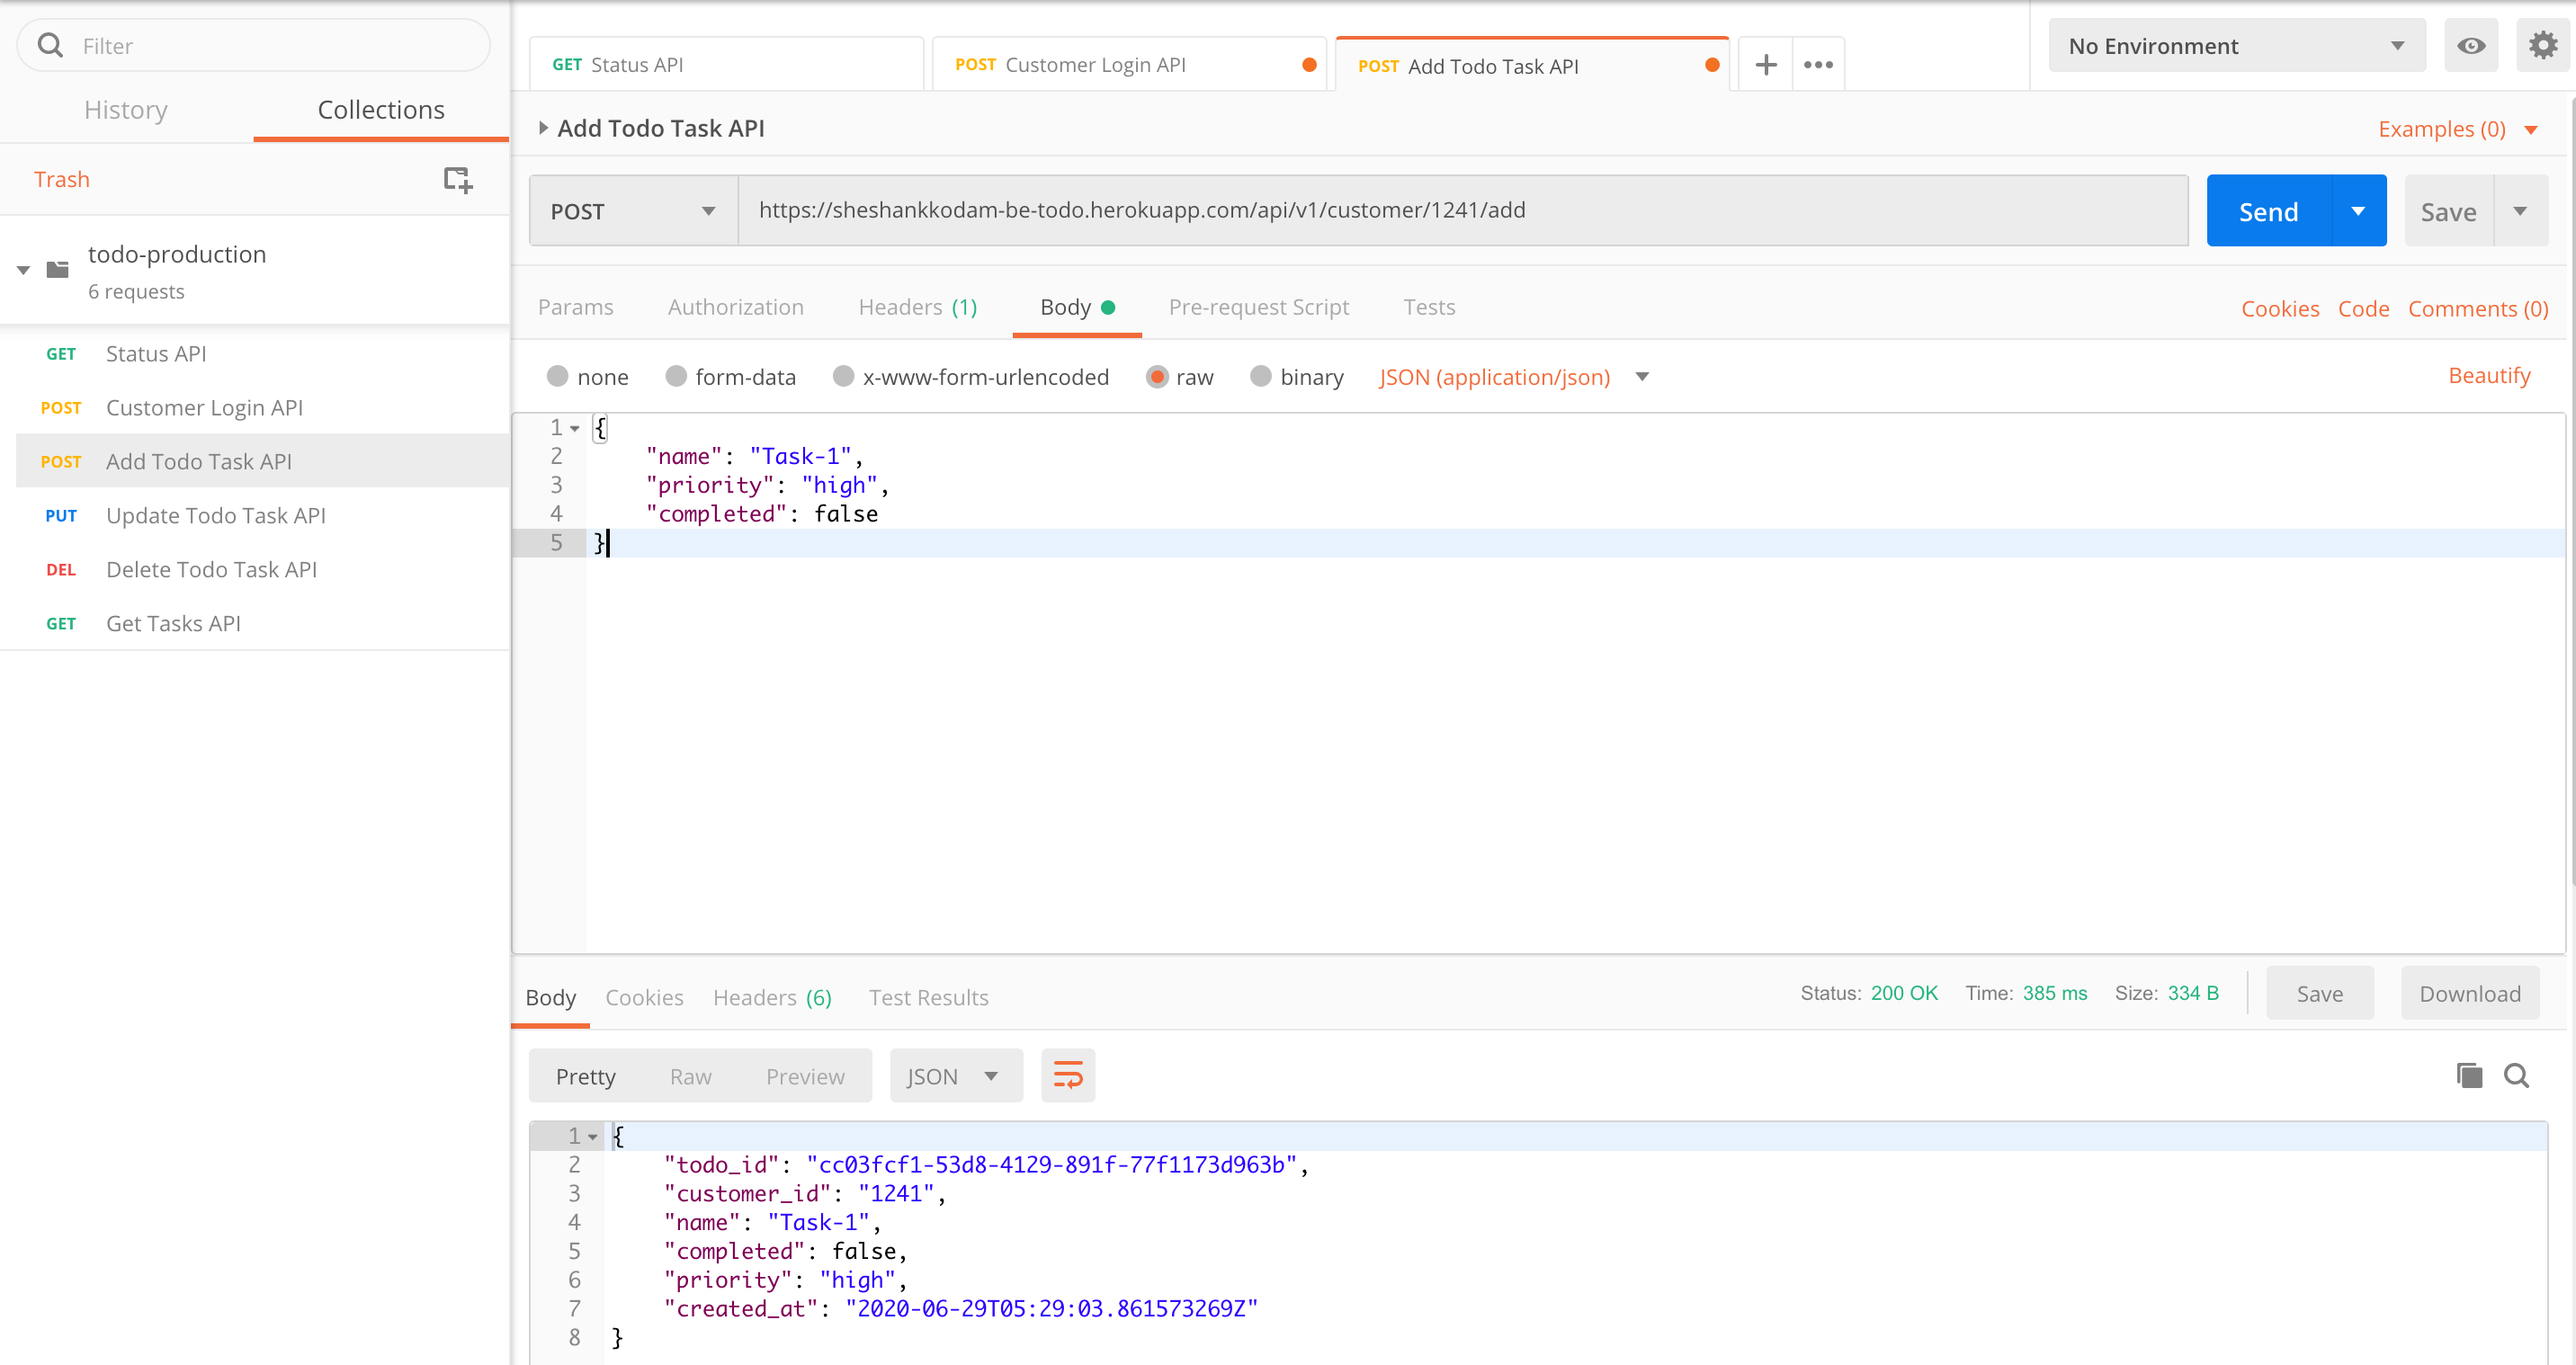 Filter
History Collections
Trash
todo-production
6 requests
GET Status API
POST Customer Login API
POST Add Todo Task API
PUT Update Todo Task API
DEL Delete Todo Task API
GET Get Tasks API
GET Status API POST Customer Login API POST Add Todo Task API
No Environment
Add Todo Task API Examples (0)
POST https://sheshankkodam-be-todo.herokuapp.com/api/v1/customer/1241/add Send Save
Params Authorization Headers (1) Body Pre-request Script Tests Cookies Code Comments (0)
none form-data x-www-form-urlencoded raw binary JSON (application/json) Beautify
1 {
2 "name": "Task-1",
3 "priority": "high",
4 "completed": false
5 }
Body Cookies Headers (6) Test Results Status: 200 OK Time: 385 ms Size: 334 B Save Download
Pretty Raw Preview JSON
1 {
2 "todo_id": "cc03fcf1-53d8-4129-891f-77f1173d963b",
3 "customer_id": "1241",
4 "name": "Task-1",
5 "completed": false,
6 "priority": "high",
7 "created_at": "2020-06-29T05:29:03.861573269Z"
8 }